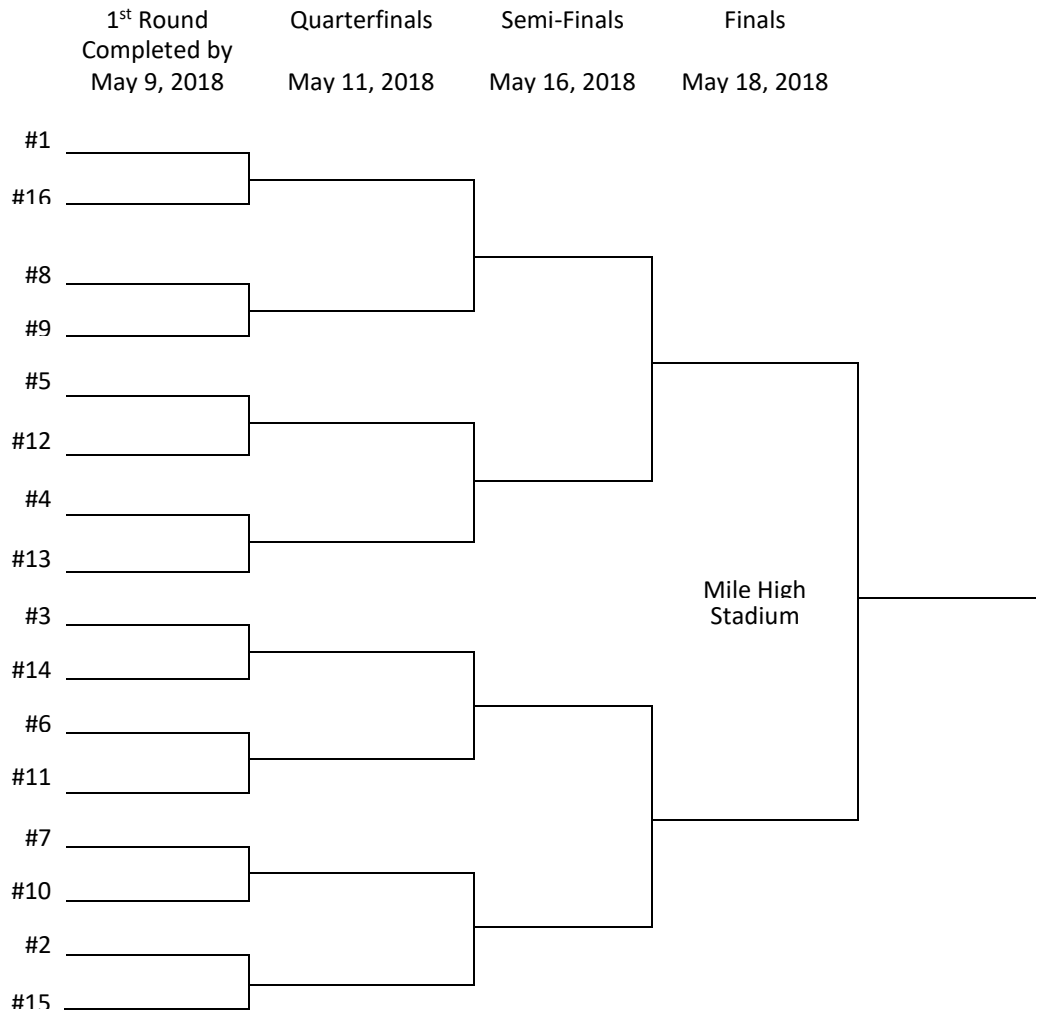 1st Round
Completed by
May 9, 2018
Quarterfinals
May 11, 2018
Semi-Finals
May 16, 2018
Finals
May 18, 2018
#1
#16
#8
#9
#5
#12
#4
#13
#3
#14
#6
#11
#7
#10
#2
#15
Mile High
Stadium